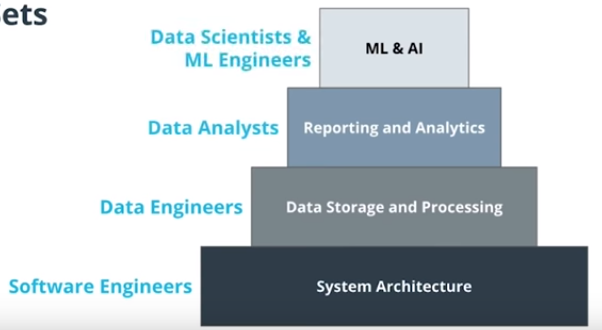 Data Scientists &
ML Engineers
ML & AI
Data Analysts
Reporting and Analytics
Data Engineers
Data Storage and Processing
Software Engineers
System Architecture